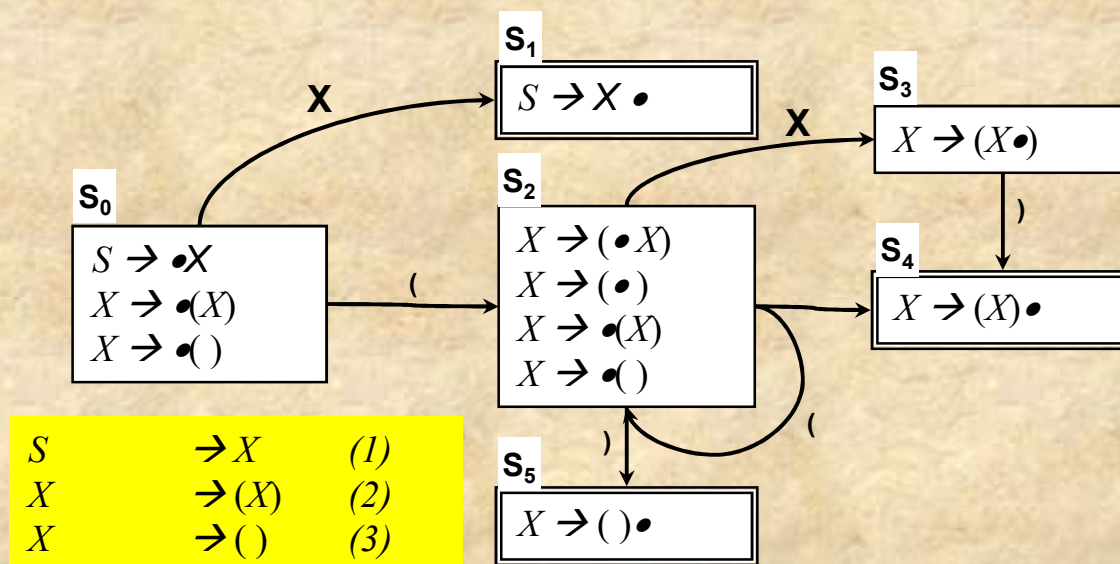 S₁
S → X •
X
S₃
X → (X•)
X
S₀
S → •X
X → •(X)
X → •( )
(
S₂
X → (• X)
X → (• )
X → •(X)
X → •( )
)
S₄
X → (X)•
(
)
S₅
X → ( )•
S → X (1)
X → (X) (2)
X → ( ) (3)